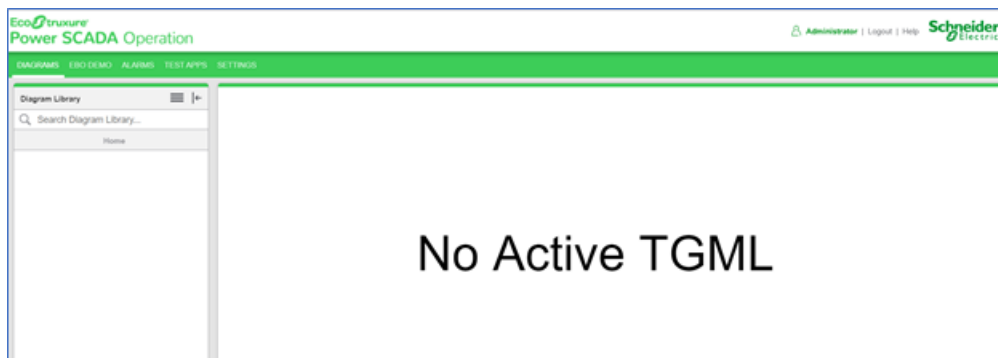 EcoStruxure
Power SCADA Operation
Administrator | Logout | Help
Schneider
Electric
DIAGRAMS EBO DEMO ALARMS TEST APPS SETTINGS
Diagram Library
Search Diagram Library...
Home
No Active TGML